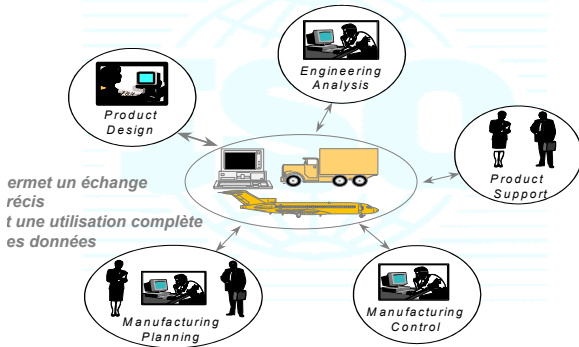 Engineering
Analysis
Product
Design
Product
Support
ermet un échange
récis
t une utilisation complète
es données
Manufacturing
Planning
Manufacturing
Control
ISO